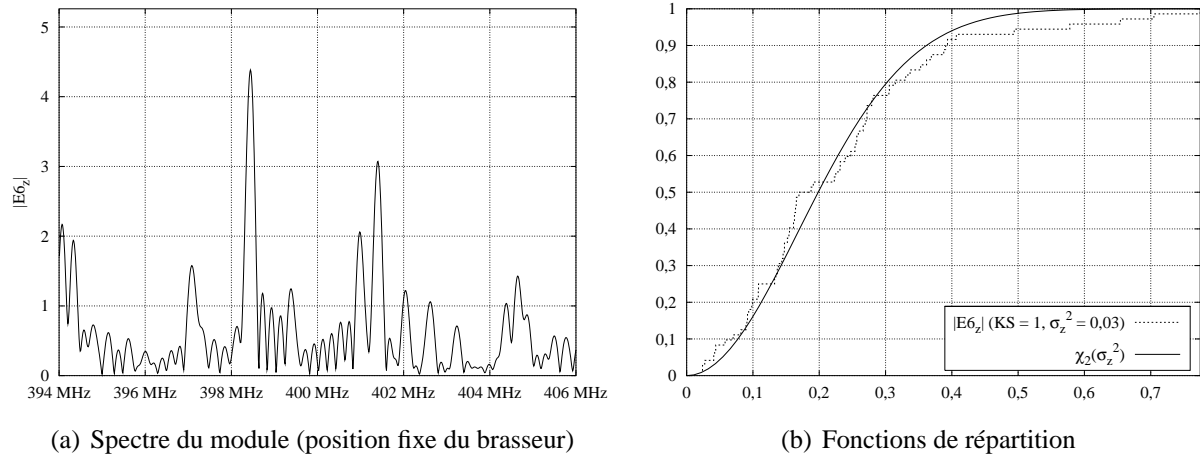 5
4
3
2
1
0
|E6z|
394 MHz 396 MHz 398 MHz 400 MHz 402 MHz 404 MHz 406 MHz
(a) Spectre du module (position fixe du brasseur)
1
0,9
0,8
0,7
0,6
0,5
0,4
0,3
0,2
0,1
0
|E6z| (KS = 1, σz² = 0,03)
χ2(σz²)
0 0,1 0,2 0,3 0,4 0,5 0,6 0,7
(b) Fonctions de répartition